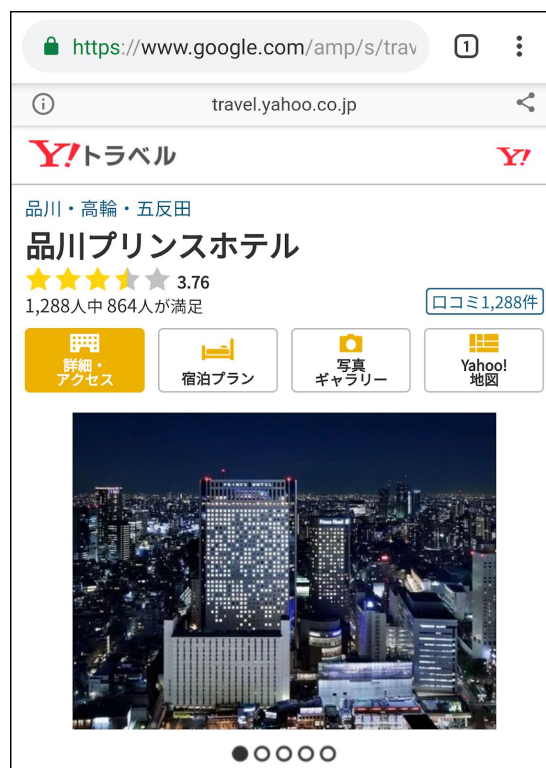 https://www.google.com/amp/s/trav
1
travel.yahoo.co.jp
Y!トラベル
Y!
品川・高輪・五反田
品川プリンスホテル
3.76
1,288人中 864人が満足
口コミ1,288件
詳細・
アクセス
宿泊プラン
写真
ギャラリー
Yahoo!
地図
Prince Hotel